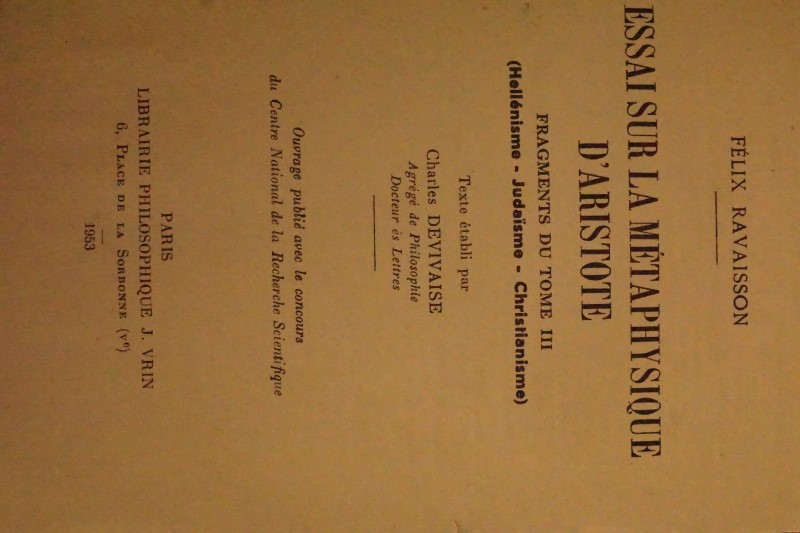 FÉLIX RAVAISSON
ESSAI SUR LA MÉTAPHYSIQUE
D'ARISTOTE
FRAGMENTS DU TOME III
(Hellénisme - Judaïsme - Christianisme)
Texte établi par
Charles DEVIVAISE
Agrégé de Philosophie
Docteur ès Lettres
Ouvrage publié avec le concours
du Centre National de la Recherche Scientifique
PARIS
LIBRAIRIE PHILOSOPHIQUE J. VRIN
6, PLACE DE LA SORBONNE (Ve)
1953